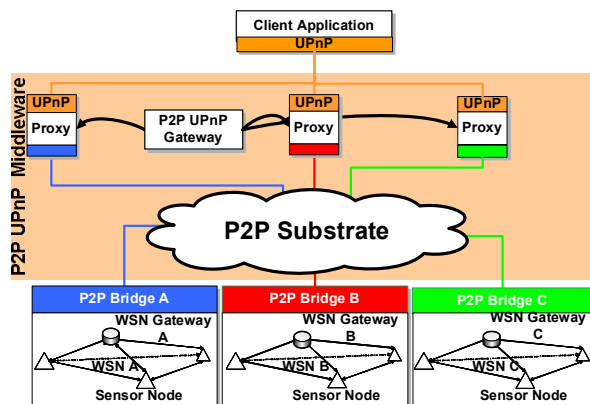 Client Application
UPnP
P2P UPnP Middleware
UPnP
Proxy
P2P UPnP
Gateway
UPnP
Proxy
UPnP
Proxy
P2P Substrate
P2P Bridge A
WSN Gateway
A
WSN A
Sensor Node
P2P Bridge B
WSN Gateway
B
WSN B
Sensor Node
P2P Bridge C
WSN Gateway
C
WSN C
Sensor Node